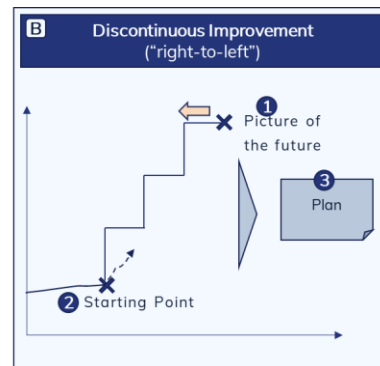 B
Discontinuous Improvement
(“right-to-left”)
1
Picture of
the future
3
Plan
2 Starting Point